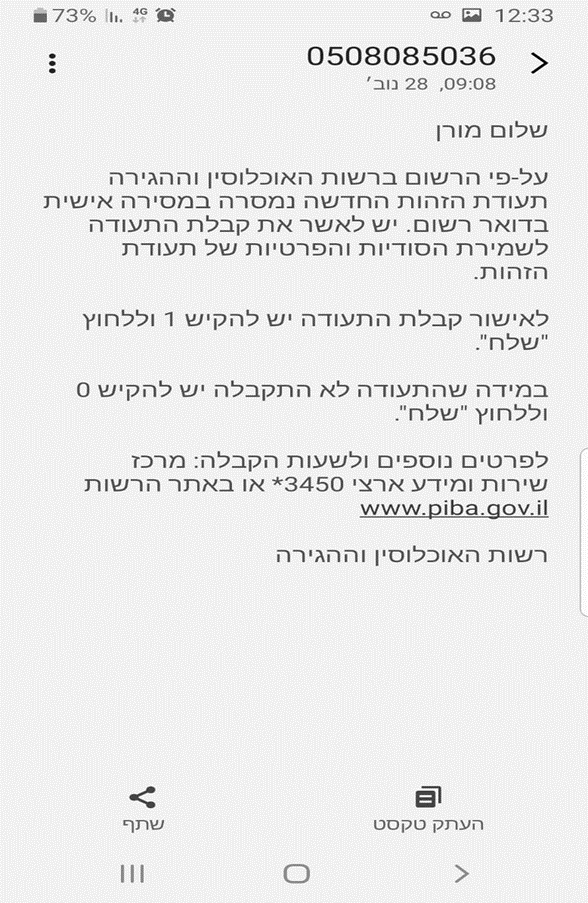 73% 4G 12:33
0508085036
09:08, 28 נוב׳
שלום מורן
על-פי הרשום ברשות האוכלוסין וההגירה
תעודת הזהות החדשה נמסרה במסירה אישית
בדואר רשום. יש לאשר את קבלת התעודה
לשמירת הסודיות והפרטיות של תעודת
הזהות.
לאישור קבלת התעודה יש להקיש 1 וללחוץ
"שלח".
במידה שהתעודה לא התקבלה יש להקיש 0
וללחוץ "שלח".
לפרטים נוספים ולשעות הקבלה: מרכז
שירות ומידע ארצי 3450* או באתר הרשות
www.piba.gov.il
רשות האוכלוסין וההגירה
העתק טקסט
שתף